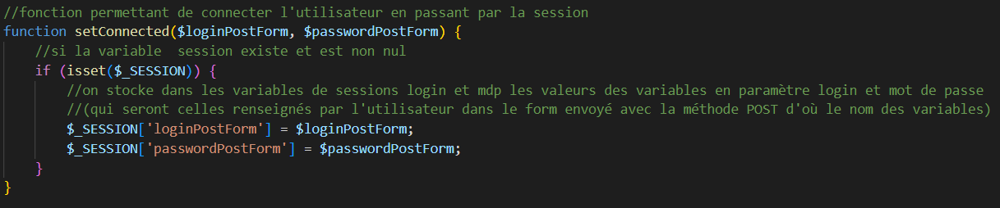 //fonction permettant de connecter l'utilisateur en passant par la session
function setConnected($loginPostForm, $passwordPostForm) {
    //si la variable  session existe et est non nul
    if (isset($_SESSION)) {
        //on stocke dans les variables de sessions login et mdp les valeurs des variables en paramètre login et mot de passe
        //(qui seront celles renseignés par l'utilisateur dans le form envoyé avec la méthode POST d'où le nom des variables)
        $_SESSION['loginPostForm'] = $loginPostForm;
        $_SESSION['passwordPostForm'] = $passwordPostForm;
    }
}